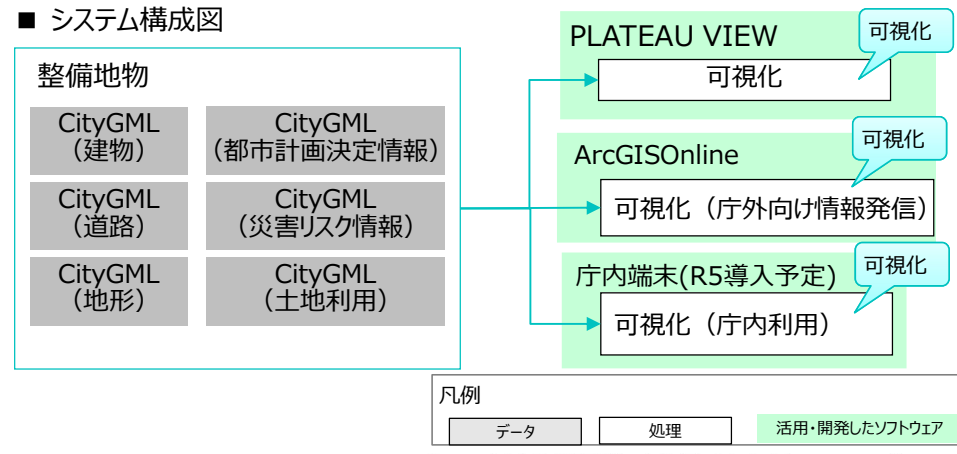 ■ システム構成図
整備地物
CityGML
（建物）
CityGML
（都市計画決定情報）
CityGML
（道路）
CityGML
（災害リスク情報）
CityGML
（地形）
CityGML
（土地利用）
PLATEAU VIEW
可視化
可視化
ArcGISOnline
可視化
可視化（庁外向け情報発信）
庁内端末(R5導入予定)
可視化
可視化（庁内利用）
凡例
データ
処理
活用・開発したソフトウェア